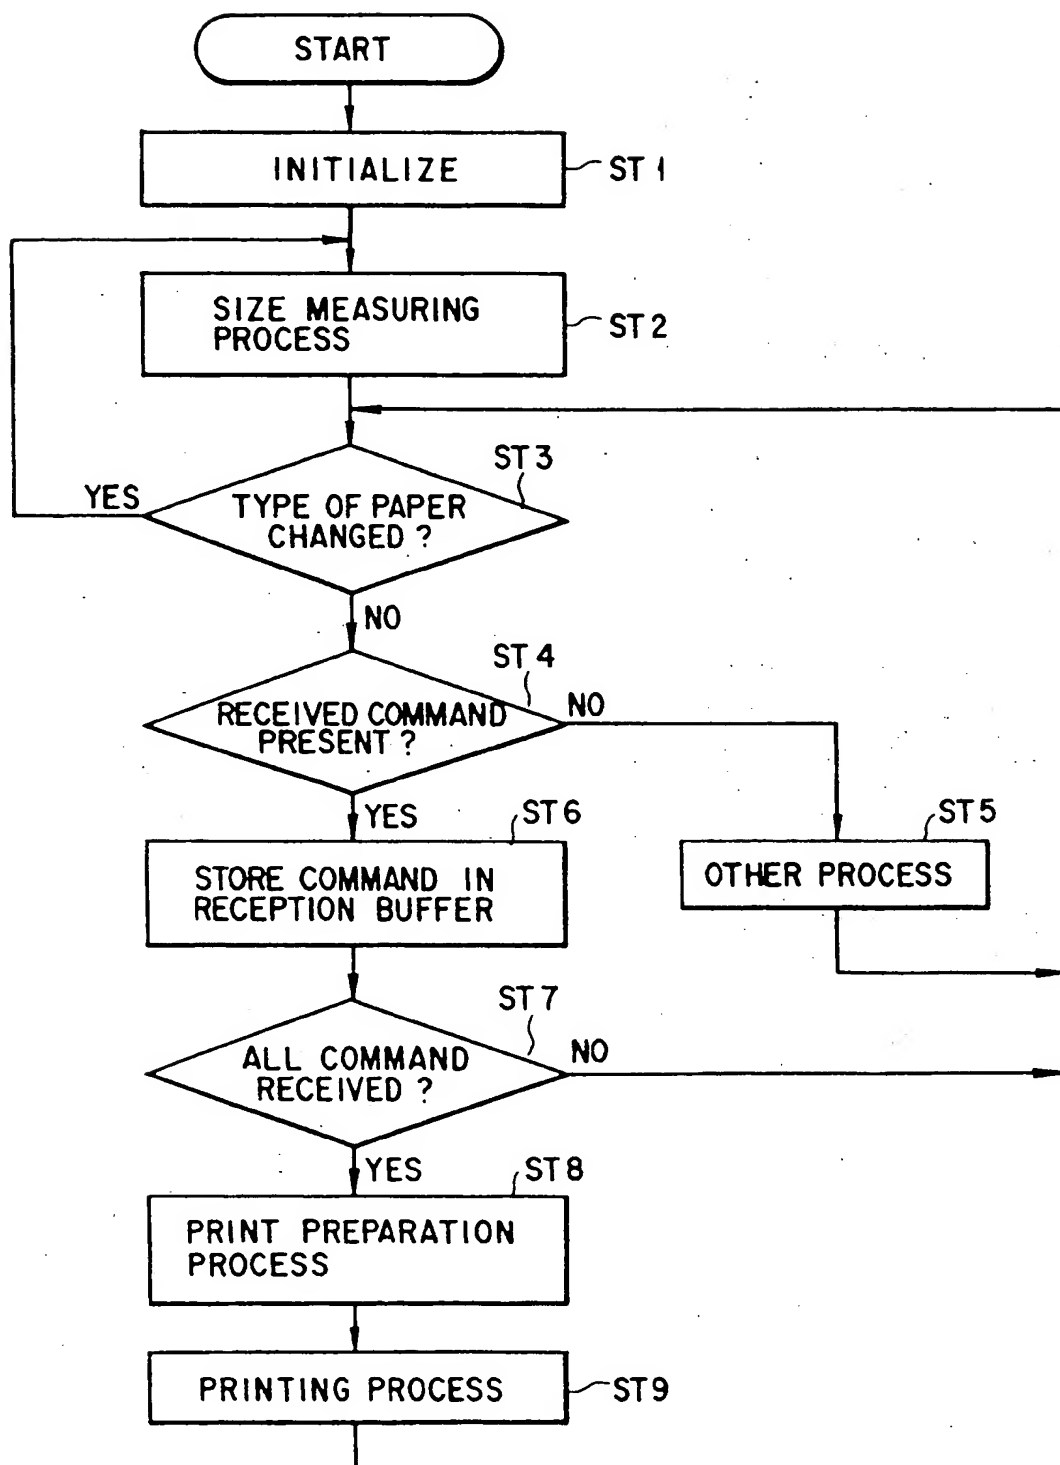 START
INITIALIZE
ST1
SIZE MEASURING
PROCESS
ST2
ST3
YES
TYPE OF PAPER
CHANGED ?
NO
ST4
RECEIVED COMMAND
PRESENT ?
NO
YES
ST6
ST5
STORE COMMAND IN
RECEPTION BUFFER
OTHER PROCESS
ST7
ALL COMMAND
RECEIVED ?
NO
YES
ST8
PRINT PREPARATION
PROCESS
PRINTING PROCESS
ST9